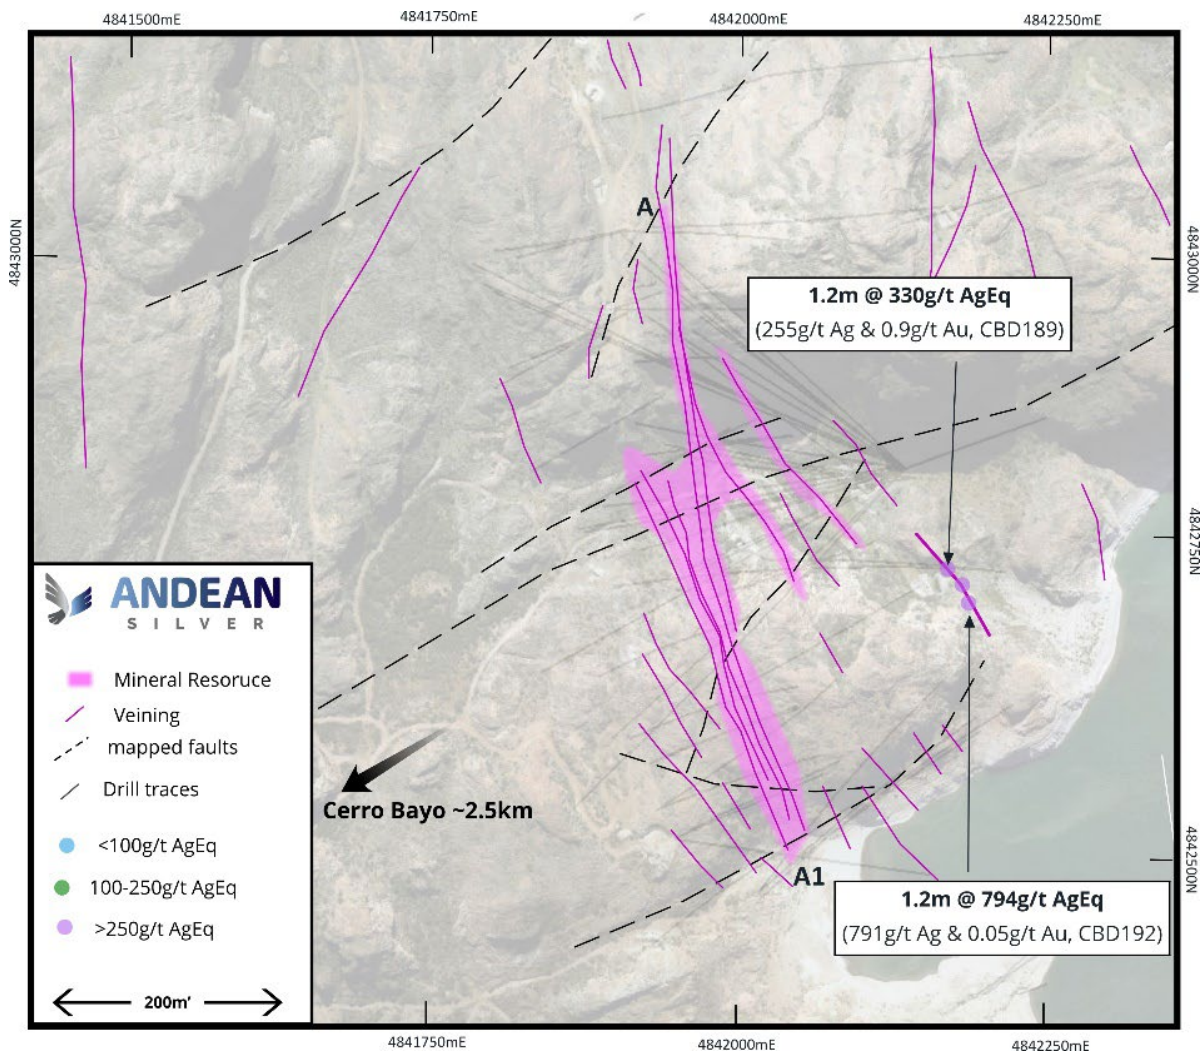 4841500mE
4841750mE
4842000mE
4842250mE
4843000N
4843000N
A
1.2m @ 330g/t AgEq
(255g/t Ag & 0.9g/t Au, CBD189)
4842750N
ANDEAN
SILVER
Mineral Resoruce
Veining
mapped faults
Drill traces
<100g/t AgEq
100-250g/t AgEq
>250g/t AgEq
200m'
Cerro Bayo ~2.5km
A1
4842500N
1.2m @ 794g/t AgEq
(791g/t Ag & 0.05g/t Au, CBD192)
4841750mE
4842000mE
4842250mE